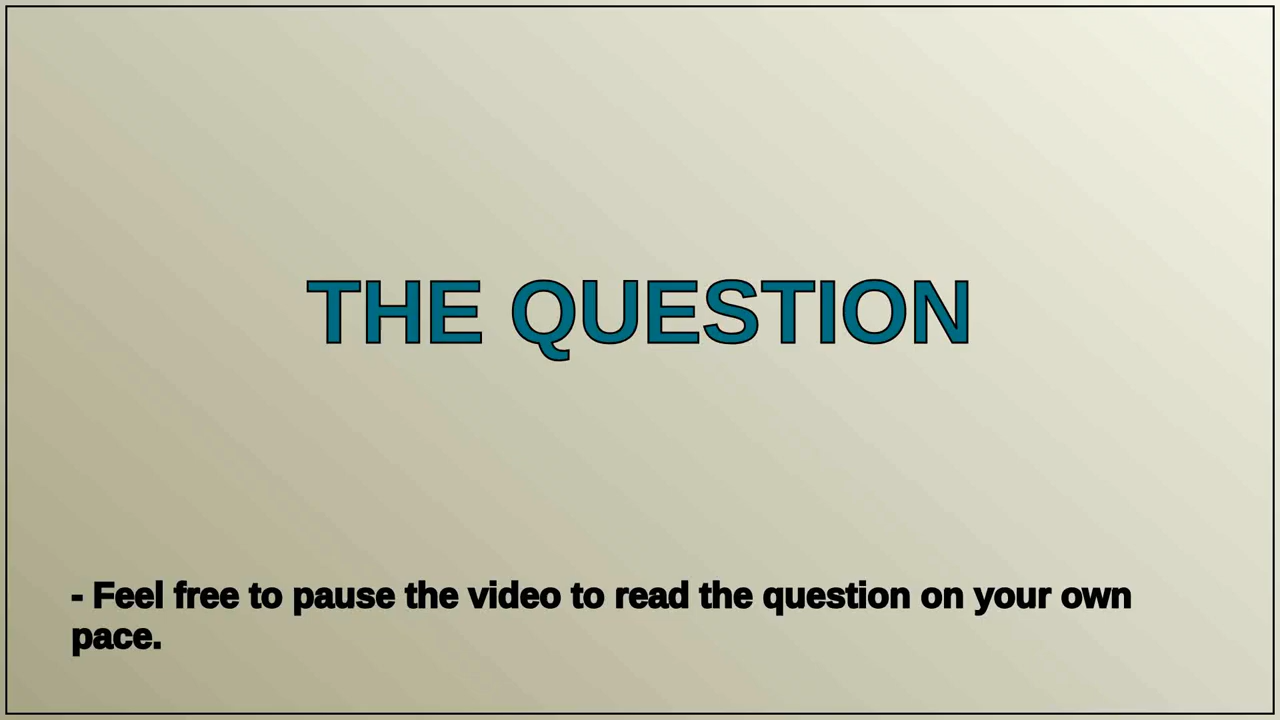 THE QUESTION
- Feel free to pause the video to read the question on your own
pace.